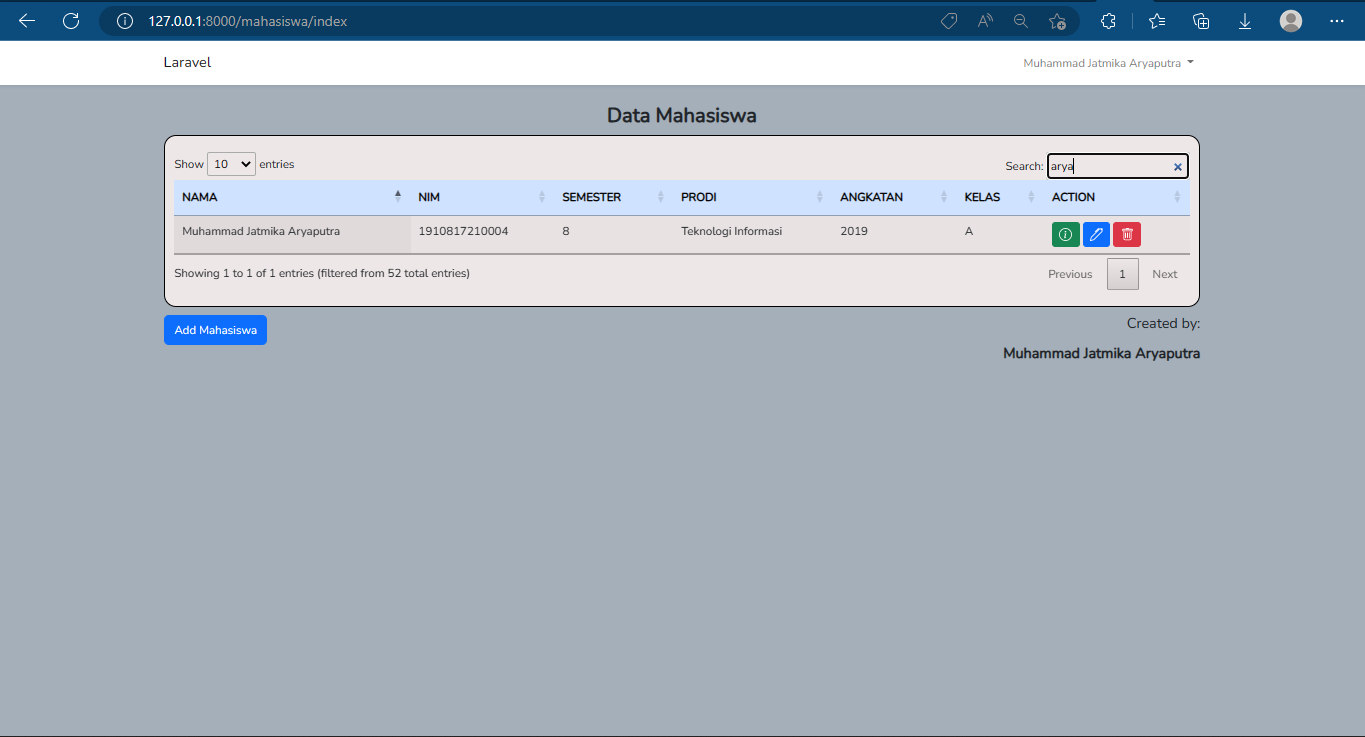 127.0.0.1:8000/mahasiswa/index
Laravel
Muhammad Jatmika Aryaputra
Data Mahasiswa
Show 10 entries
Search: arya
NAMA NIM SEMESTER PRODI ANGKATAN KELAS ACTION
Muhammad Jatmika Aryaputra 1910817210004 8 Teknologi Informasi 2019 A
Showing 1 to 1 of 1 entries (filtered from 52 total entries)
Previous 1 Next
Add Mahasiswa
Created by:
Muhammad Jatmika Aryaputra